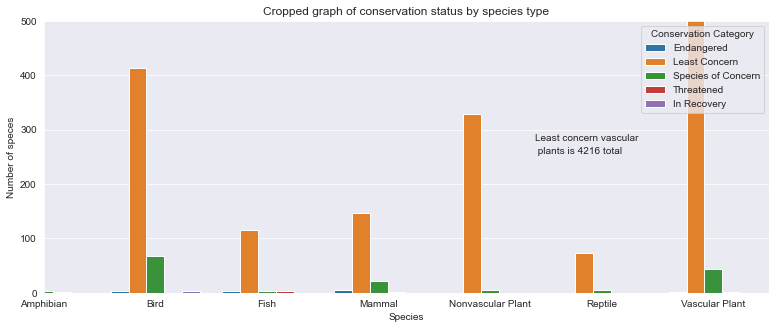 Cropped graph of conservation status by species type
Number of speces
500
400
300
200
100
0
Conservation Category
Endangered
Least Concern
Species of Concern
Threatened
In Recovery
Least concern vascular
plants is 4216 total
Amphibian Bird Fish Mammal Nonvascular Plant Reptile Vascular Plant
Species